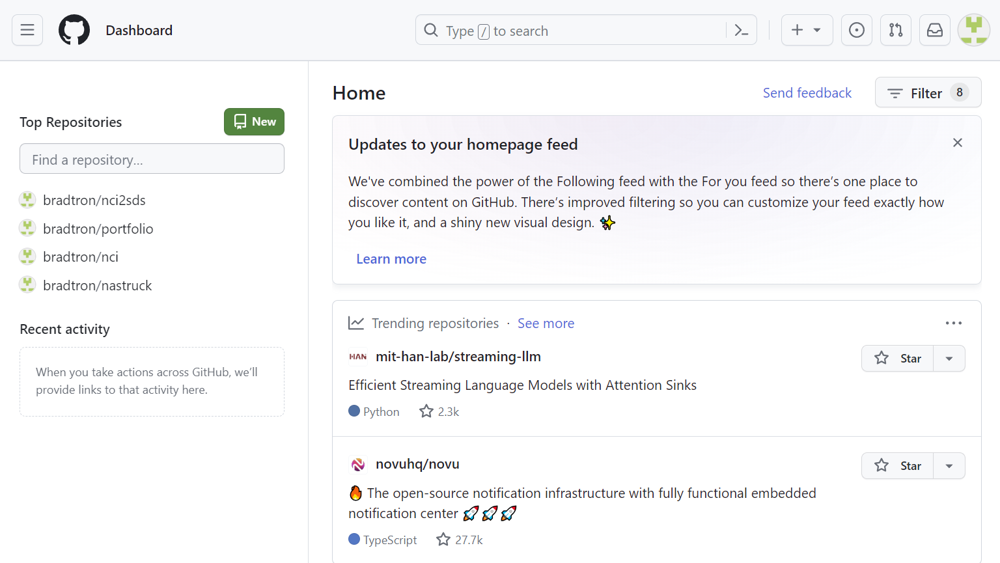 Dashboard
Type / to search
Top Repositories
New
Find a repository…
bradtron/nci2sds
bradtron/portfolio
bradtron/nci
bradtron/nastruck
Recent activity
When you take actions across GitHub, we’ll
provide links to that activity here.
Home
Send feedback
Filter 8
Updates to your homepage feed
We've combined the power of the Following feed with the For you feed so there’s one place to
discover content on GitHub. There’s improved filtering so you can customize your feed exactly how
you like it, and a shiny new visual design. ✨
Learn more
Trending repositories · See more
HAN mit-han-lab/streaming-llm
Star
Efficient Streaming Language Models with Attention Sinks
Python 2.3k
novuhq/novu
Star
🔥 The open-source notification infrastructure with fully functional embedded
notification center 🚀🚀🚀
TypeScript 27.7k